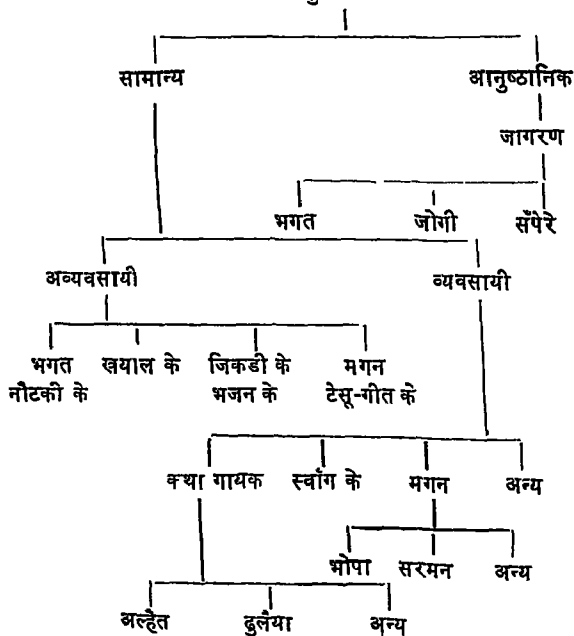 सामान्य आनुष्ठानिक
जागरण
भगत जोगी सँपेरे
अव्यवसायी व्यवसायी
भगत खयाल के जिकडी के मगन
नौटकी के भजन के टेसू-गीत के
कथा गायक स्वाँग के मगन अन्य
भोपा सरमन अन्य
अल्हैत ढुलैया अन्य